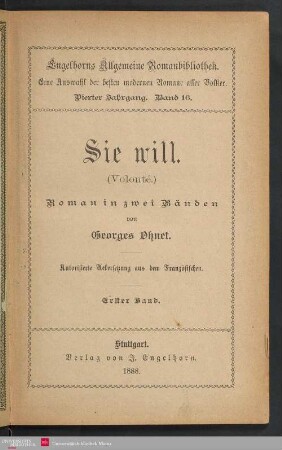 Engelhorns Allgemeine Romanbibliothek.
Eine Auswahl der besten modernen Romane aller Völker.
Vierter Jahrgang. Band 16.
Sie will.
(Volonté.)
Roman in zwei Bänden
von
Georges Ohnet.
Autorisierte Uebersetzung aus dem Französischen.
Erster Band.
Stuttgart.
Verlag von J. Engelhorn.
1888.